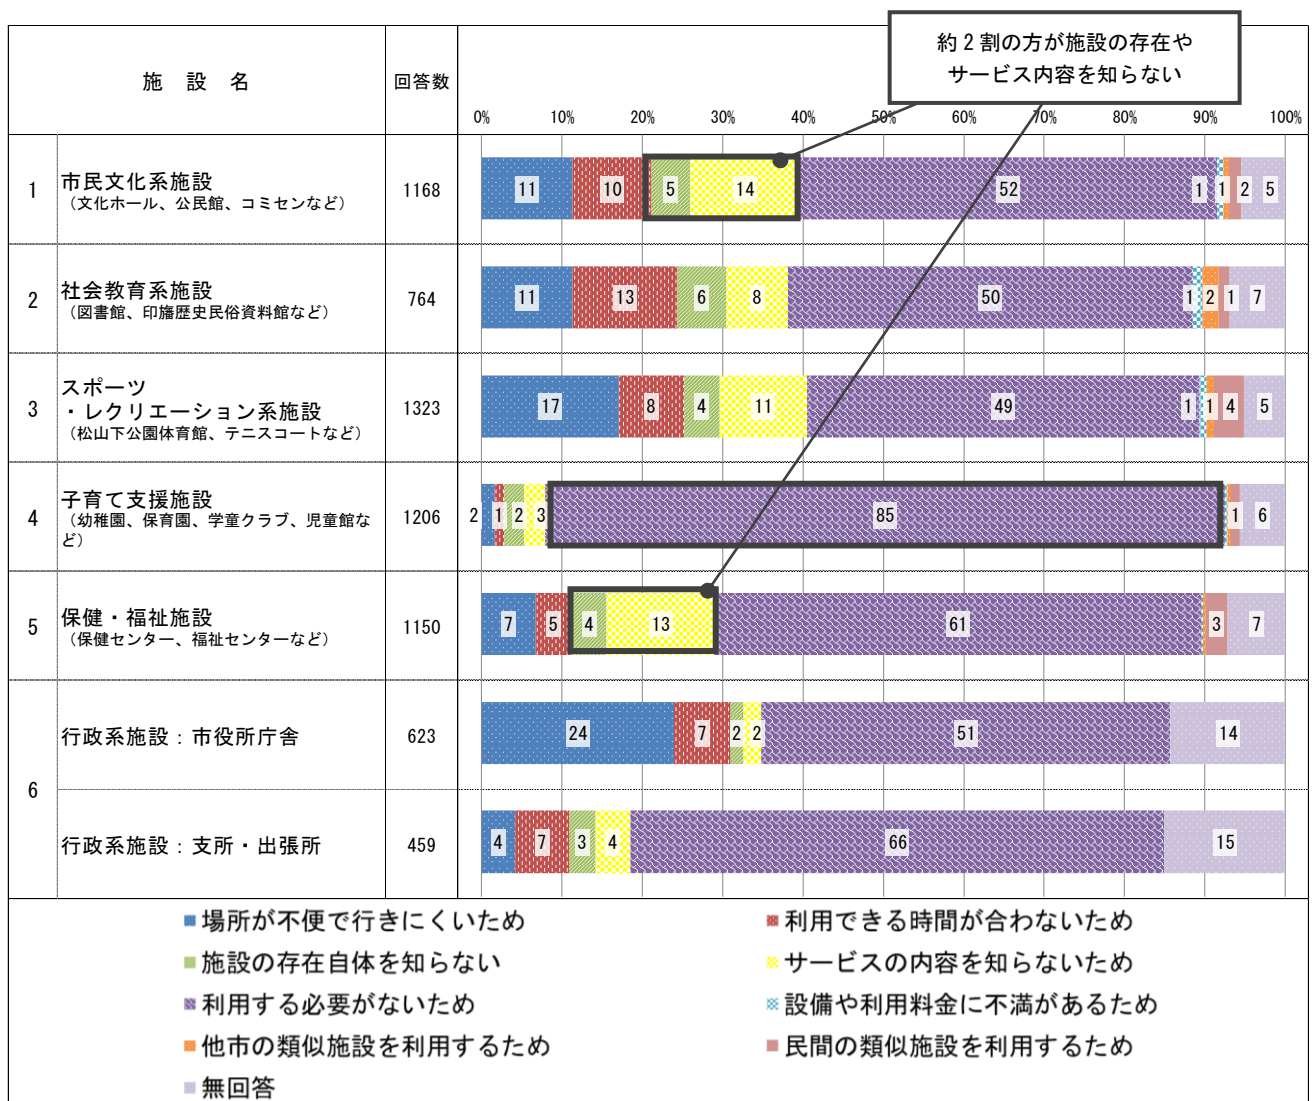 約2割の方が施設の存在や
サービス内容を知らない
施 設 名
回答数
0% 10% 20% 30% 40% 50% 60% 70% 80% 90% 100%
1
市民文化系施設
(文化ホール、公民館、コミセンなど)
1168
11 10 5 14 52 1 1 2 5
2
社会教育系施設
(図書館、印旛歴史民俗資料館など)
764
11 13 6 8 50 1 2 1 7
3
スポーツ
・レクリエーション系施設
(松山下公園体育館、テニスコートなど)
1323
17 8 4 11 49 1 1 4 5
4
子育て支援施設
(幼稚園、保育園、学童クラブ、児童館な
ど)
1206
2 1 2 3 85 1 6
5
保健・福祉施設
(保健センター、福祉センターなど)
1150
7 5 4 13 61 3 7
6
行政系施設：市役所庁舎
623
24 7 2 2 51 14
行政系施設：支所・出張所
459
4 7 3 4 66 15
場所が不便で行きにくいため
利用できる時間が合わないため
施設の存在自体を知らない
サービスの内容を知らないため
利用する必要がないため
設備や利用料金に不満があるため
他市の類似施設を利用するため
民間の類似施設を利用するため
無回答